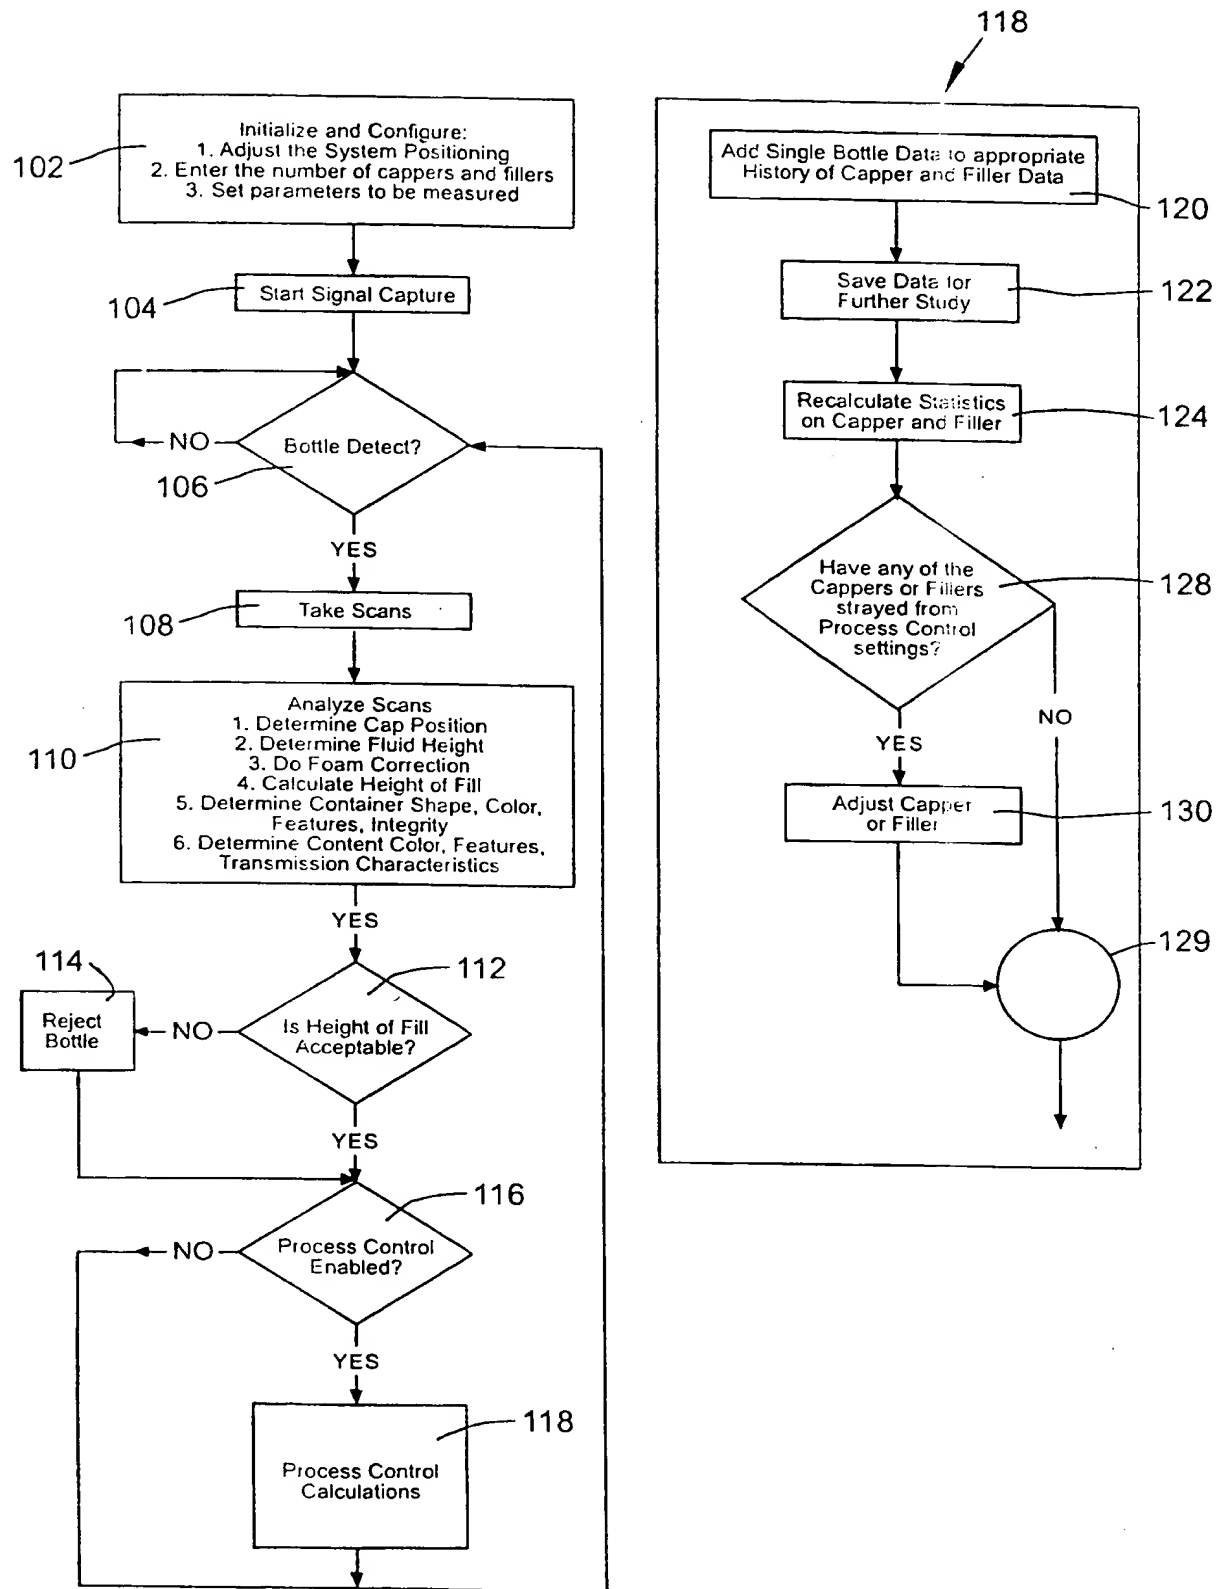 118
102
Initialize and Configure:
1. Adjust the System Positioning
2. Enter the number of cappers and fillers
3. Set parameters to be measured
104
Start Signal Capture
NO
Bottle Detect?
106
YES
108
Take Scans
110
Analyze Scans
1. Determine Cap Position
2. Determine Fluid Height
3. Do Foam Correction
4. Calculate Height of Fill
5. Determine Container Shape, Color,
Features, Integrity
6. Determine Content Color, Features,
Transmission Characteristics
YES
114
112
Reject
Bottle
NO
Is Height of Fill
Acceptable?
YES
116
NO
Process Control
Enabled?
YES
118
Process Control
Calculations
Add Single Bottle Data to appropriate
History of Capper and Filler Data
120
Save Data for
Further Study
122
Recalculate Statistics
on Capper and Filler
124
Have any of the
Cappers or Fillers
strayed from
Process Control
settings?
128
NO
YES
Adjust Capper
or Filler
130
129